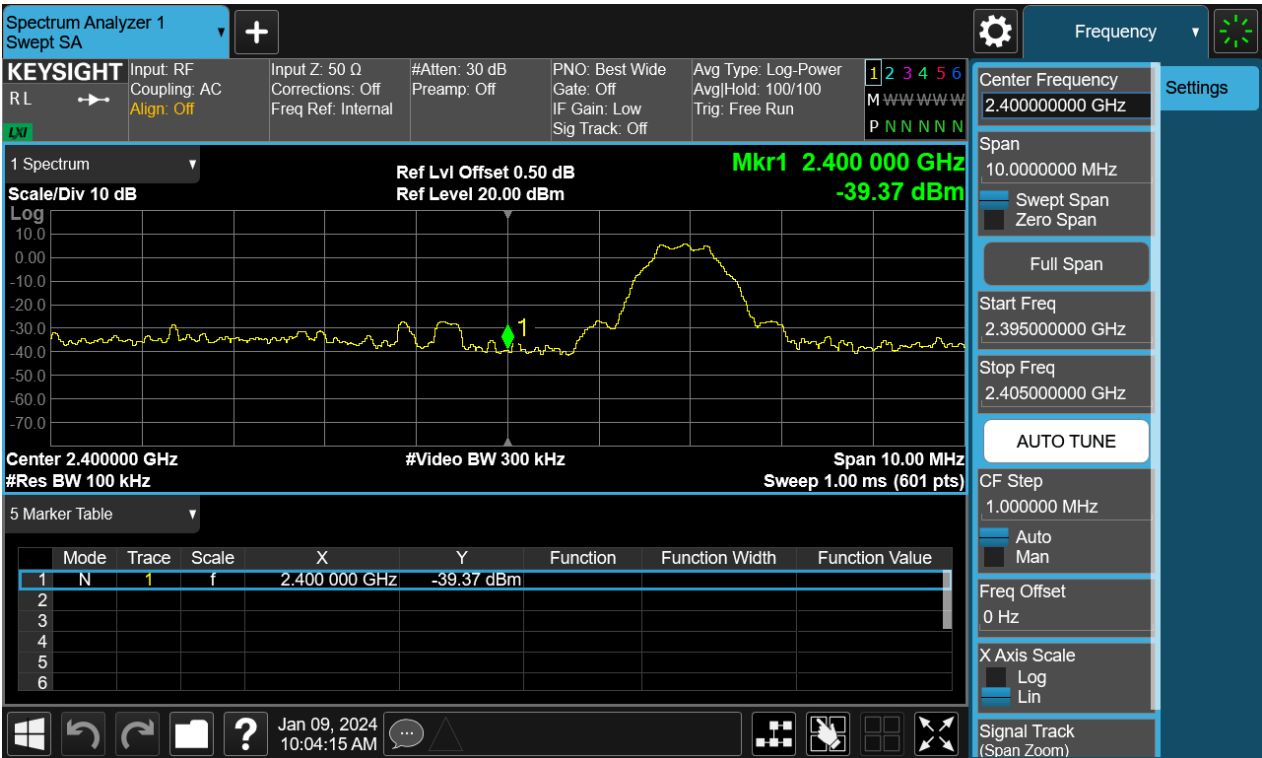 Spectrum Analyzer 1
Swept SA
Frequency
KEYSIGHT
R L
LXI
Input: RF
Coupling: AC
Align: Off
Input Z: 50 Ω
Corrections: Off
Freq Ref: Internal
#Atten: 30 dB
Preamp: Off
PNO: Best Wide
Gate: Off
IF Gain: Low
Sig Track: Off
Avg Type: Log-Power
Avg|Hold: 100/100
Trig: Free Run
1 2 3 4 5 6
M W W W W W
P N N N N N
1 Spectrum
Scale/Div 10 dB
Ref Lvl Offset 0.50 dB
Ref Level 20.00 dBm
Mkr1 2.400 000 GHz
-39.37 dBm
Log
10.0
0.00
-10.0
-20.0
-30.0
-40.0
-50.0
-60.0
-70.0
1
Center 2.400000 GHz
#Video BW 300 kHz
Span 10.00 MHz
#Res BW 100 kHz
Sweep 1.00 ms (601 pts)
5 Marker Table
Mode Trace Scale X Y Function Function Width Function Value
1 N 1 f 2.400 000 GHz -39.37 dBm
2
3
4
5
6
?
Jan 09, 2024
10:04:15 AM
Center Frequency
2.400000000 GHz
Settings
Span
10.0000000 MHz
Swept Span
Zero Span
Full Span
Start Freq
2.395000000 GHz
Stop Freq
2.405000000 GHz
AUTO TUNE
CF Step
1.000000 MHz
Auto
Man
Freq Offset
0 Hz
X Axis Scale
Log
Lin
Signal Track
(Span Zoom)